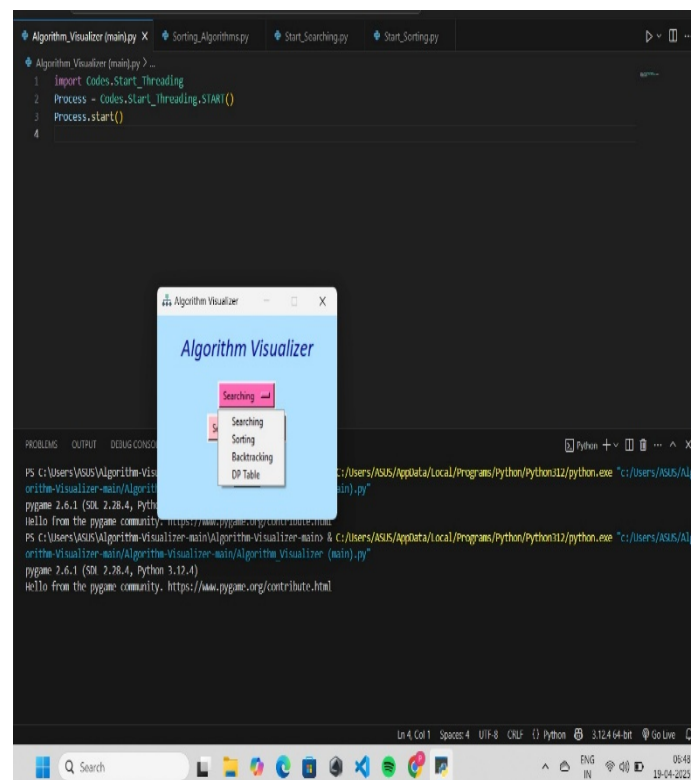 Algorithm_Visualizer (main).py X Sorting_Algorithms.py Start_Searching.py Start_Sorting.py
Algorithm_Visualizer (main).py > ...
1 import Codes.Start_Threading
2 Process = Codes.Start_Threading.START()
3 Process.start()
4
Algorithm Visualizer
Algorithm Visualizer
Searching
Searching
Sorting
Backtracking
DP Table
PROBLEMS OUTPUT DEBUG CONSO
Python
PS C:\Users\ASUS\Algorithm-Vis C:/Users/ASUS/AppData/Local/Programs/Python/Python312/python.exe "c:/Users/ASUS/Al
orithm-Visualizer-main/Algorith ain).py"
pygame 2.6.1 (SDL 2.28.4, Pyth
Hello from the pygame community. https://www.pygame.org/contribute.html
PS C:\Users\ASUS\Algorithm-Visualizer-main\Algorithm-Visualizer-main> & C:/Users/ASUS/AppData/Local/Programs/Python/Python312/python.exe "c:/Users/ASUS/Al
orithm-Visualizer-main/Algorithm_Visualizer (main).py"
pygame 2.6.1 (SDL 2.28.4, Python 3.12.4)
Hello from the pygame community. https://www.pygame.org/contribute.html
Ln 4, Col 1 Spaces: 4 UTF-8 CRLF {} Python 3.12.4 64-bit Go Live
Search
ENG
IN
19-04-2025